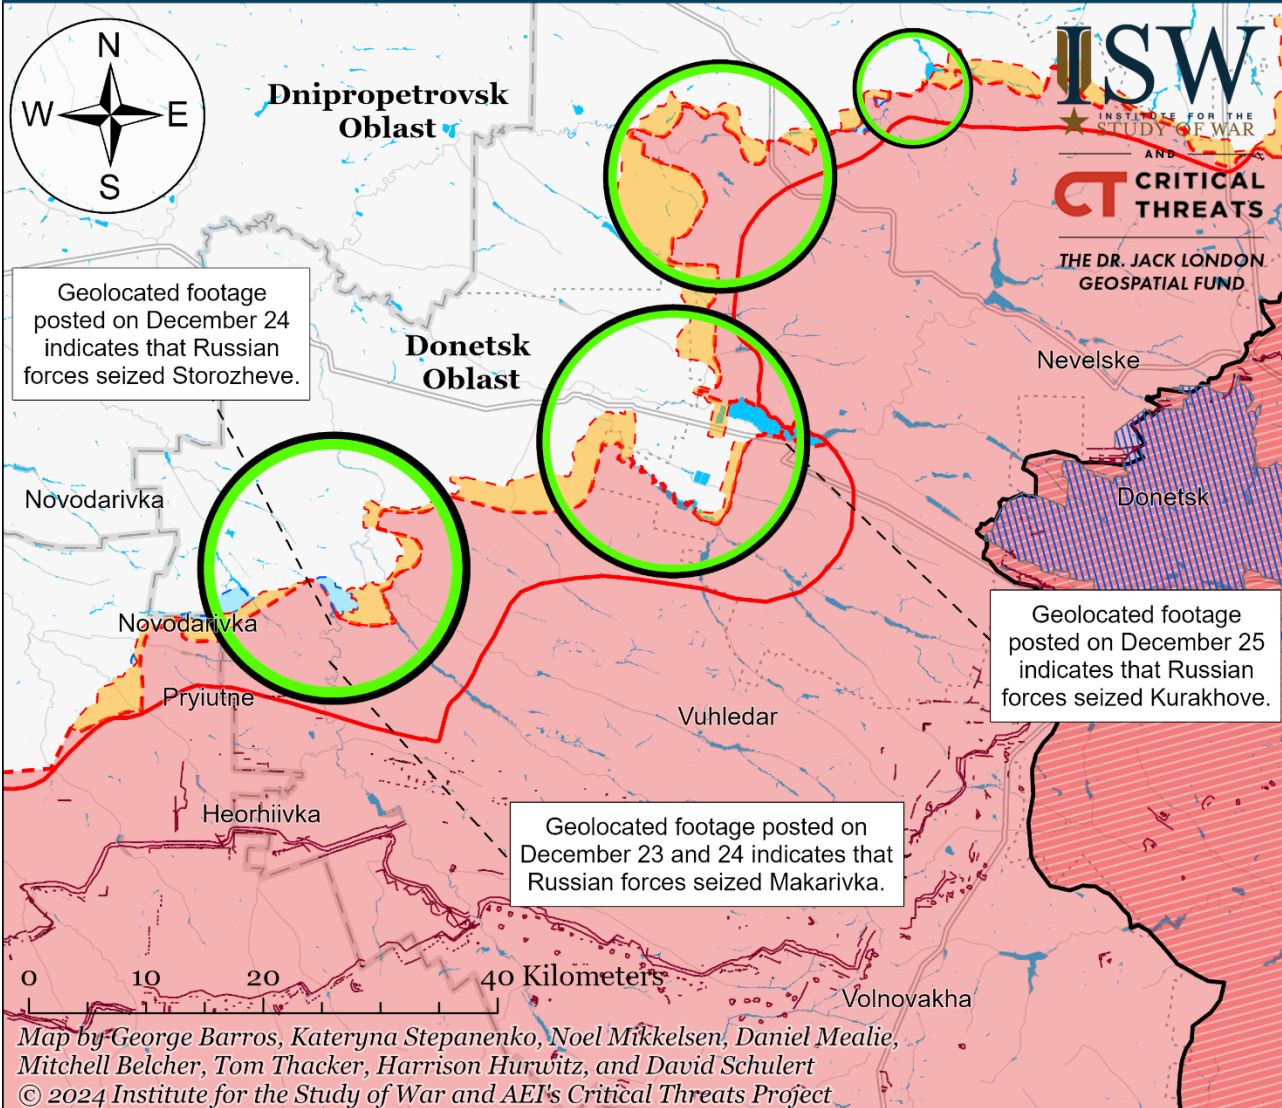 N
W
E
S
Dnipropetrovsk
Oblast
ISW
INSTITUTE FOR THE
STUDY OF WAR
AND
CT CRITICAL
THREATS
THE DR. JACK LONDON
GEOSPATIAL FUND
Geolocated footage
posted on December 24
indicates that Russian
forces seized Storozheve.
Donetsk
Oblast
Nevelske
Novodarivka
Donetsk
Novodarivka
Geolocated footage
posted on December 25
indicates that Russian
forces seized Kurakhove.
Pryiutne
Vuhledar
Heorhiivka
Geolocated footage posted on
December 23 and 24 indicates that
Russian forces seized Makarivka.
0 10 20 40 Kilometers
Volnovakha
Map by George Barros, Kateryna Stepanenko, Noel Mikkelsen, Daniel Mealie,
Mitchell Belcher, Tom Thacker, Harrison Hurwitz, and David Schulert
© 2024 Institute for the Study of War and AEI's Critical Threats Project